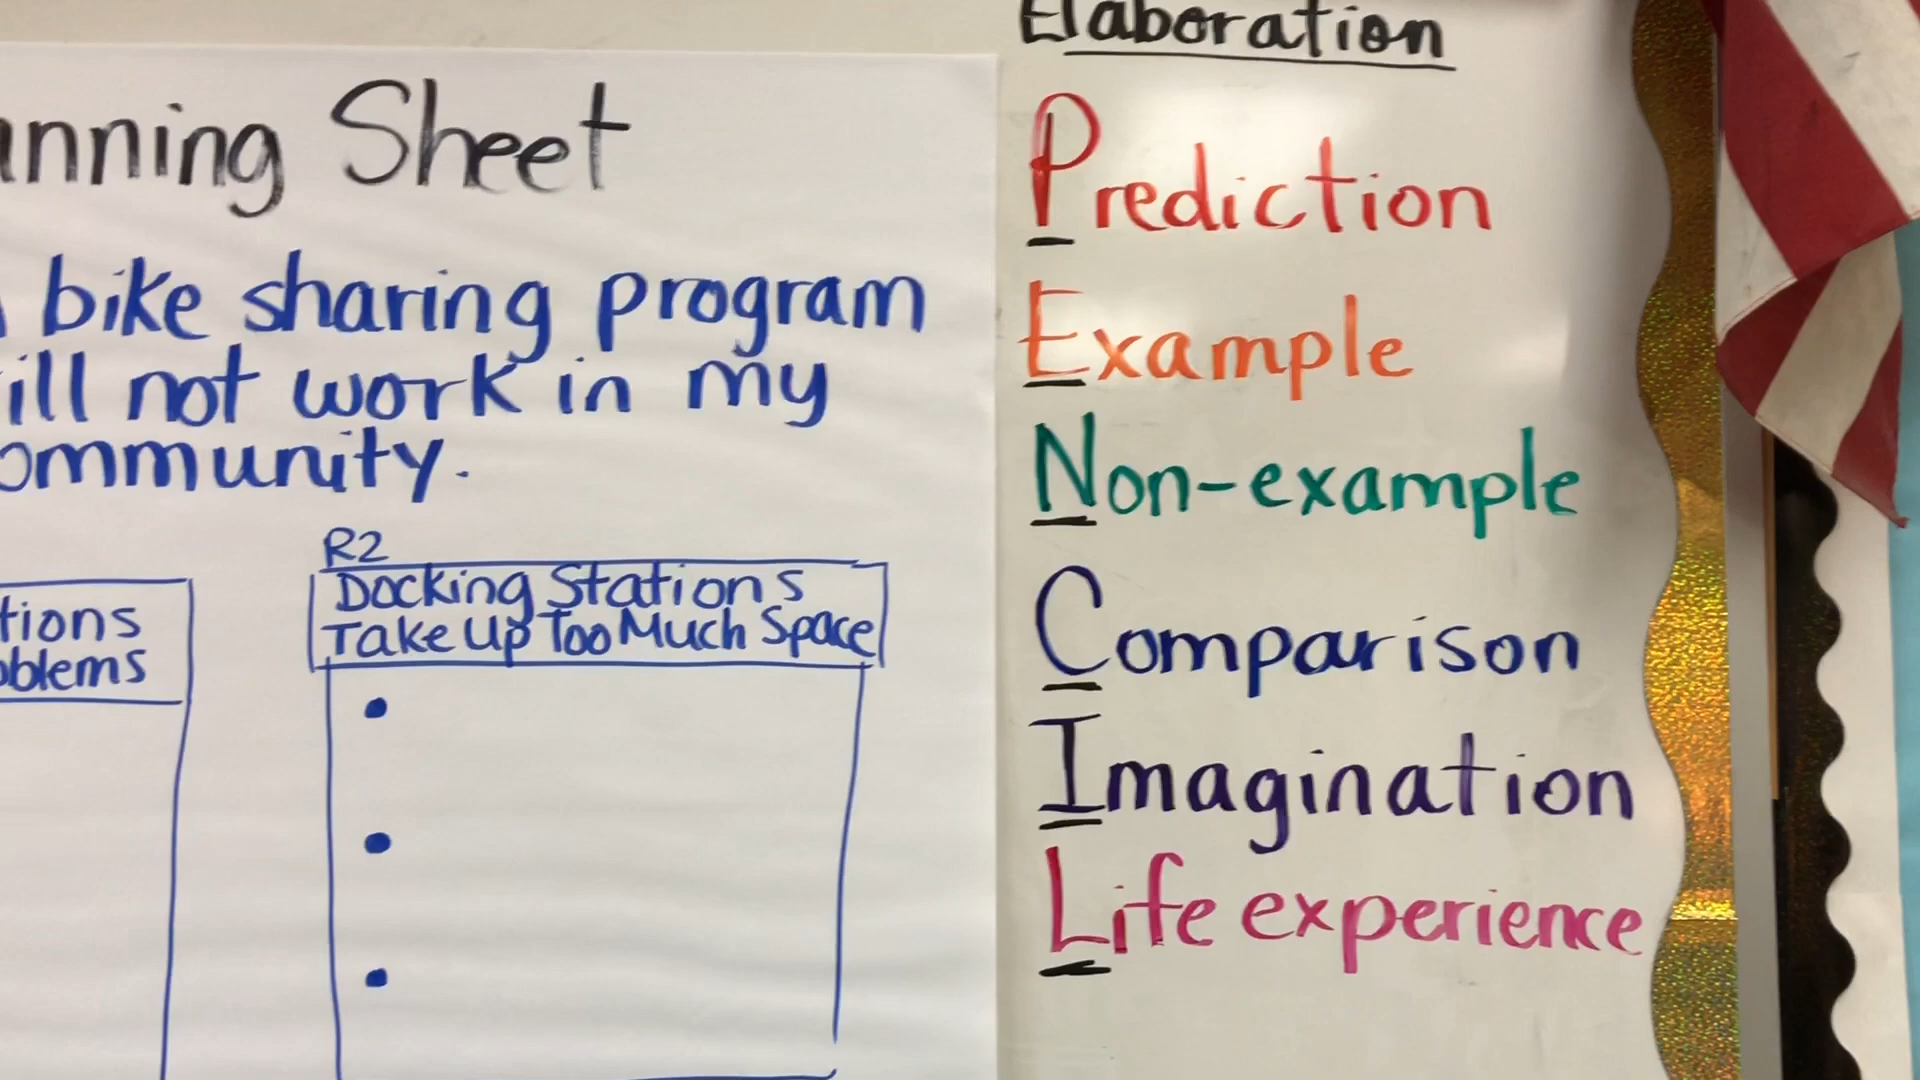 anning Sheet
bike sharing program
ill not work in my
ommunity.
tions
oblems
R2
Docking Stations
Take Up Too Much Space
Elaboration
Prediction
Example
Non-example
Comparison
Imagination
Life experience